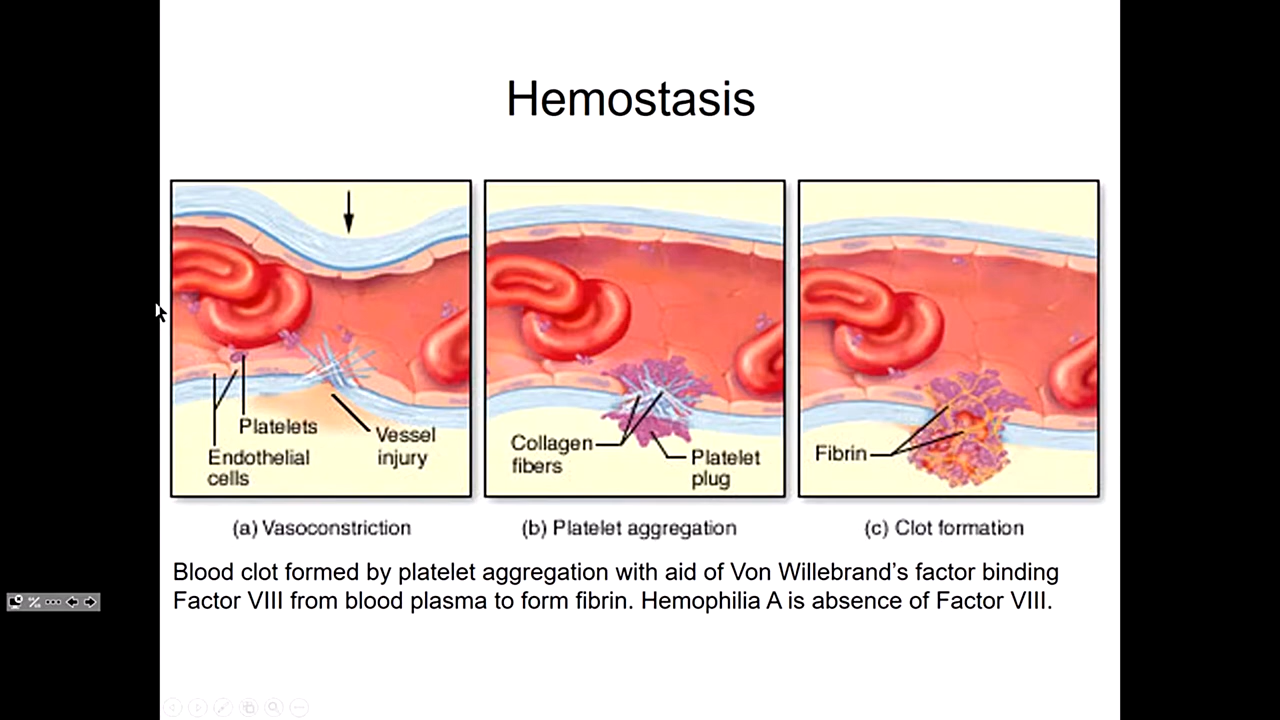 Hemostasis
Platelets
Endothelial
cells
Vessel
injury
(a) Vasoconstriction
Collagen
fibers
Platelet
plug
(b) Platelet aggregation
Fibrin
(c) Clot formation
Blood clot formed by platelet aggregation with aid of Von Willebrand’s factor binding
Factor VIII from blood plasma to form fibrin. Hemophilia A is absence of Factor VIII.